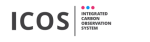 ICOS
INTEGRATED
CARBON
OBSERVATION
SYSTEM